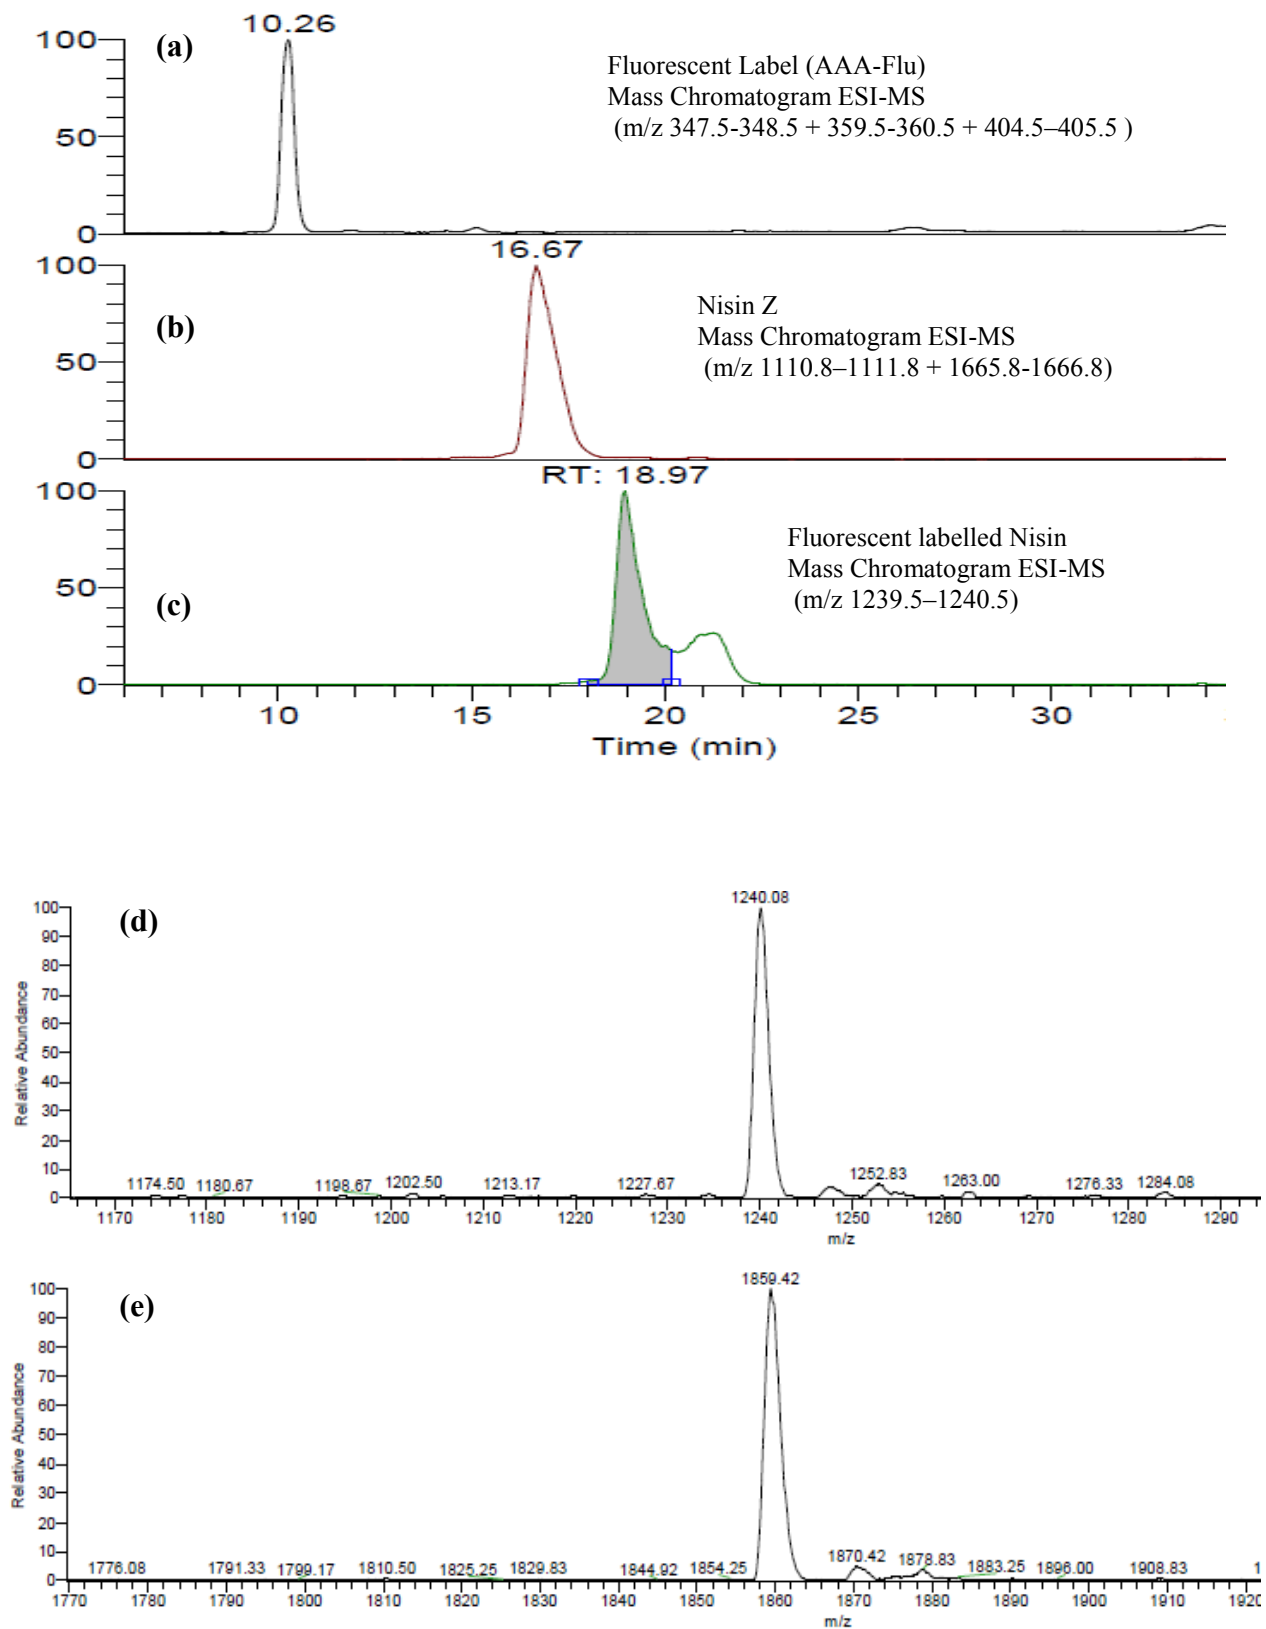 10.26
(a)
100
50
0
Fluorescent Label (AAA-Flu)
Mass Chromatogram ESI-MS
(m/z 347.5-348.5 + 359.5-360.5 + 404.5–405.5 )
16.67
(b)
100
50
0
Nisin Z
Mass Chromatogram ESI-MS
(m/z 1110.8–1111.8 + 1665.8-1666.8)
RT: 18.97
(c)
100
50
0
Fluorescent labelled Nisin
Mass Chromatogram ESI-MS
(m/z 1239.5–1240.5)
10 15 20 25 30
Time (min)
(d)
1240.08
100
90
80
70
60
50
40
30
20
10
0
Relative Abundance
1174.50 1180.67 1198.67 1202.50 1213.17 1227.67 1252.83 1263.00 1276.33 1284.08
1170 1180 1190 1200 1210 1220 1230 1240 1250 1260 1270 1280 1290
m/z
(e)
1859.42
100
90
80
70
60
50
40
30
20
10
0
Relative Abundance
1776.08 1791.33 1799.17 1810.50 1825.25 1829.83 1844.92 1854.25 1870.42 1878.83 1883.25 1896.00 1908.83 1
1770 1780 1790 1800 1810 1820 1830 1840 1850 1860 1870 1880 1890 1900 1910 1920
m/z